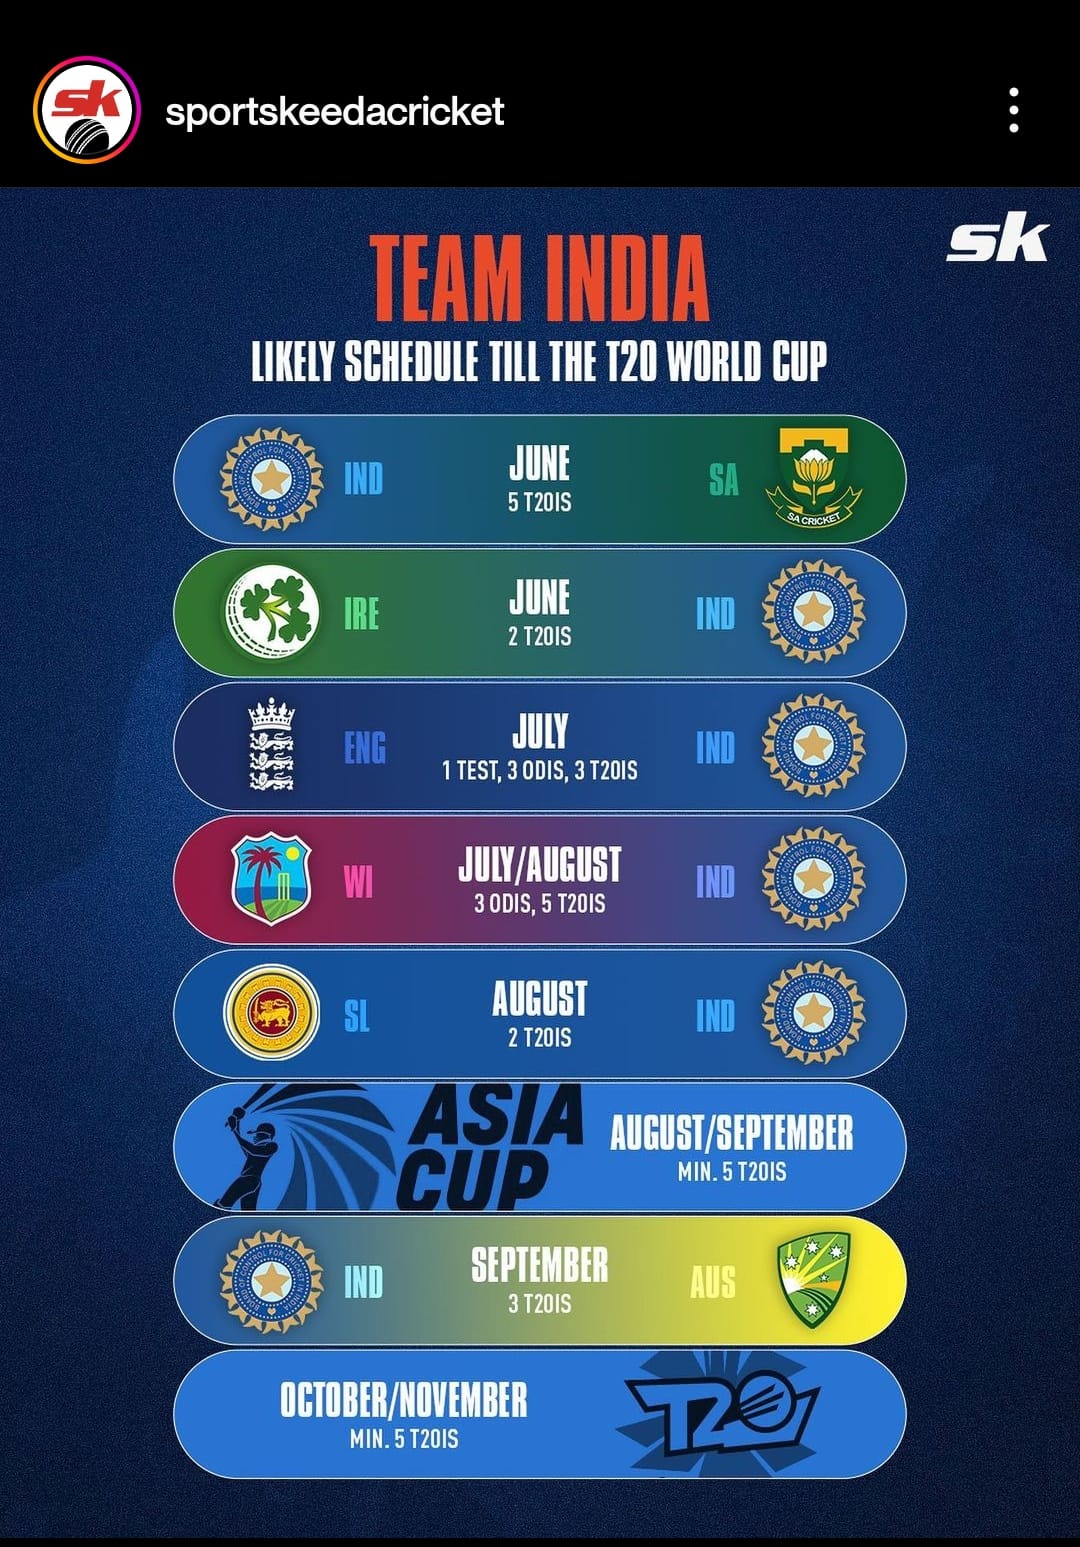 sk
sportskeedacricket
sk
TEAM INDIA
LIKELY SCHEDULE TILL THE T20 WORLD CUP
IND
JUNE
5 T20IS
SA
SA CRICKET
IRE
JUNE
2 T20IS
IND
ENG
JULY
1 TEST, 3 ODIS, 3 T20IS
IND
WI
JULY/AUGUST
3 ODIS, 5 T20IS
IND
SL
AUGUST
2 T20IS
IND
ASIA
CUP
AUGUST/SEPTEMBER
MIN. 5 T20IS
IND
SEPTEMBER
3 T20IS
AUS
OCTOBER/NOVEMBER
MIN. 5 T20IS
T20